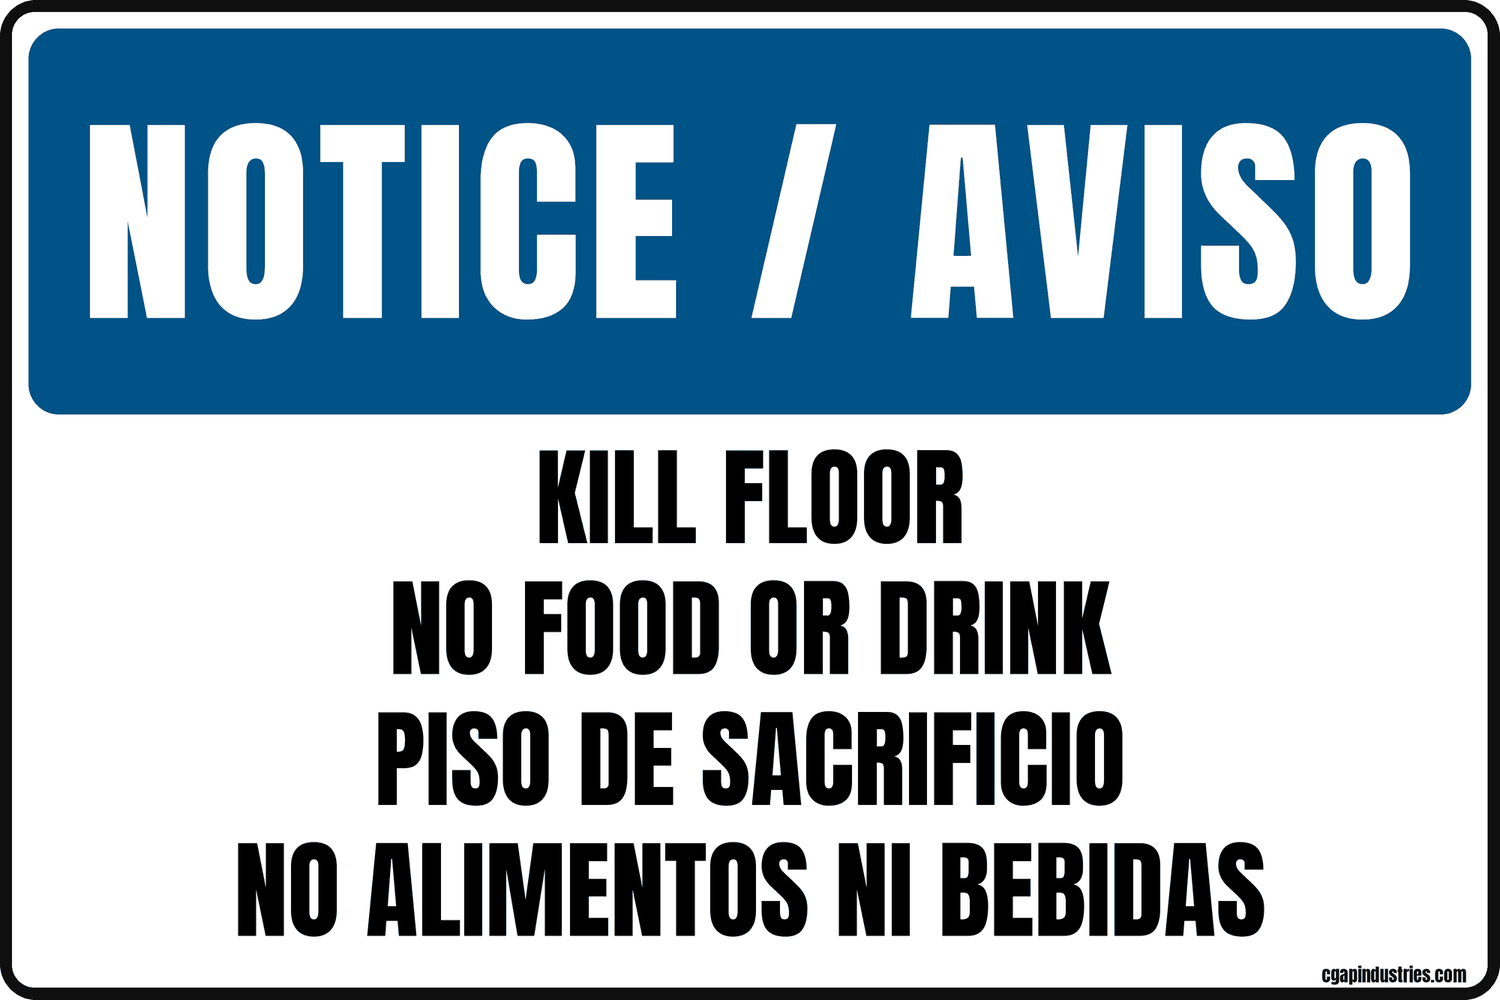 NOTICE / AVISO
KILL FLOOR
NO FOOD OR DRINK
PISO DE SACRIFICIO
NO ALIMENTOS NI BEBIDAS
cgapindustries.com